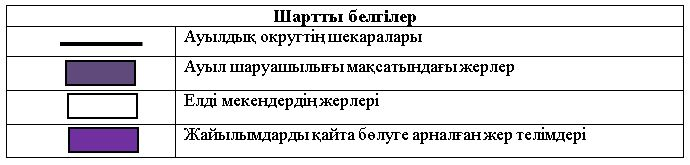 Шартты белгілер
Ауылдық округтің шекаралары
Ауыл шаруашылығы мақсатындағы жерлер
Елді мекендердің жерлері
Жайылымдарды қайта бөлуге арналған жер телімдері